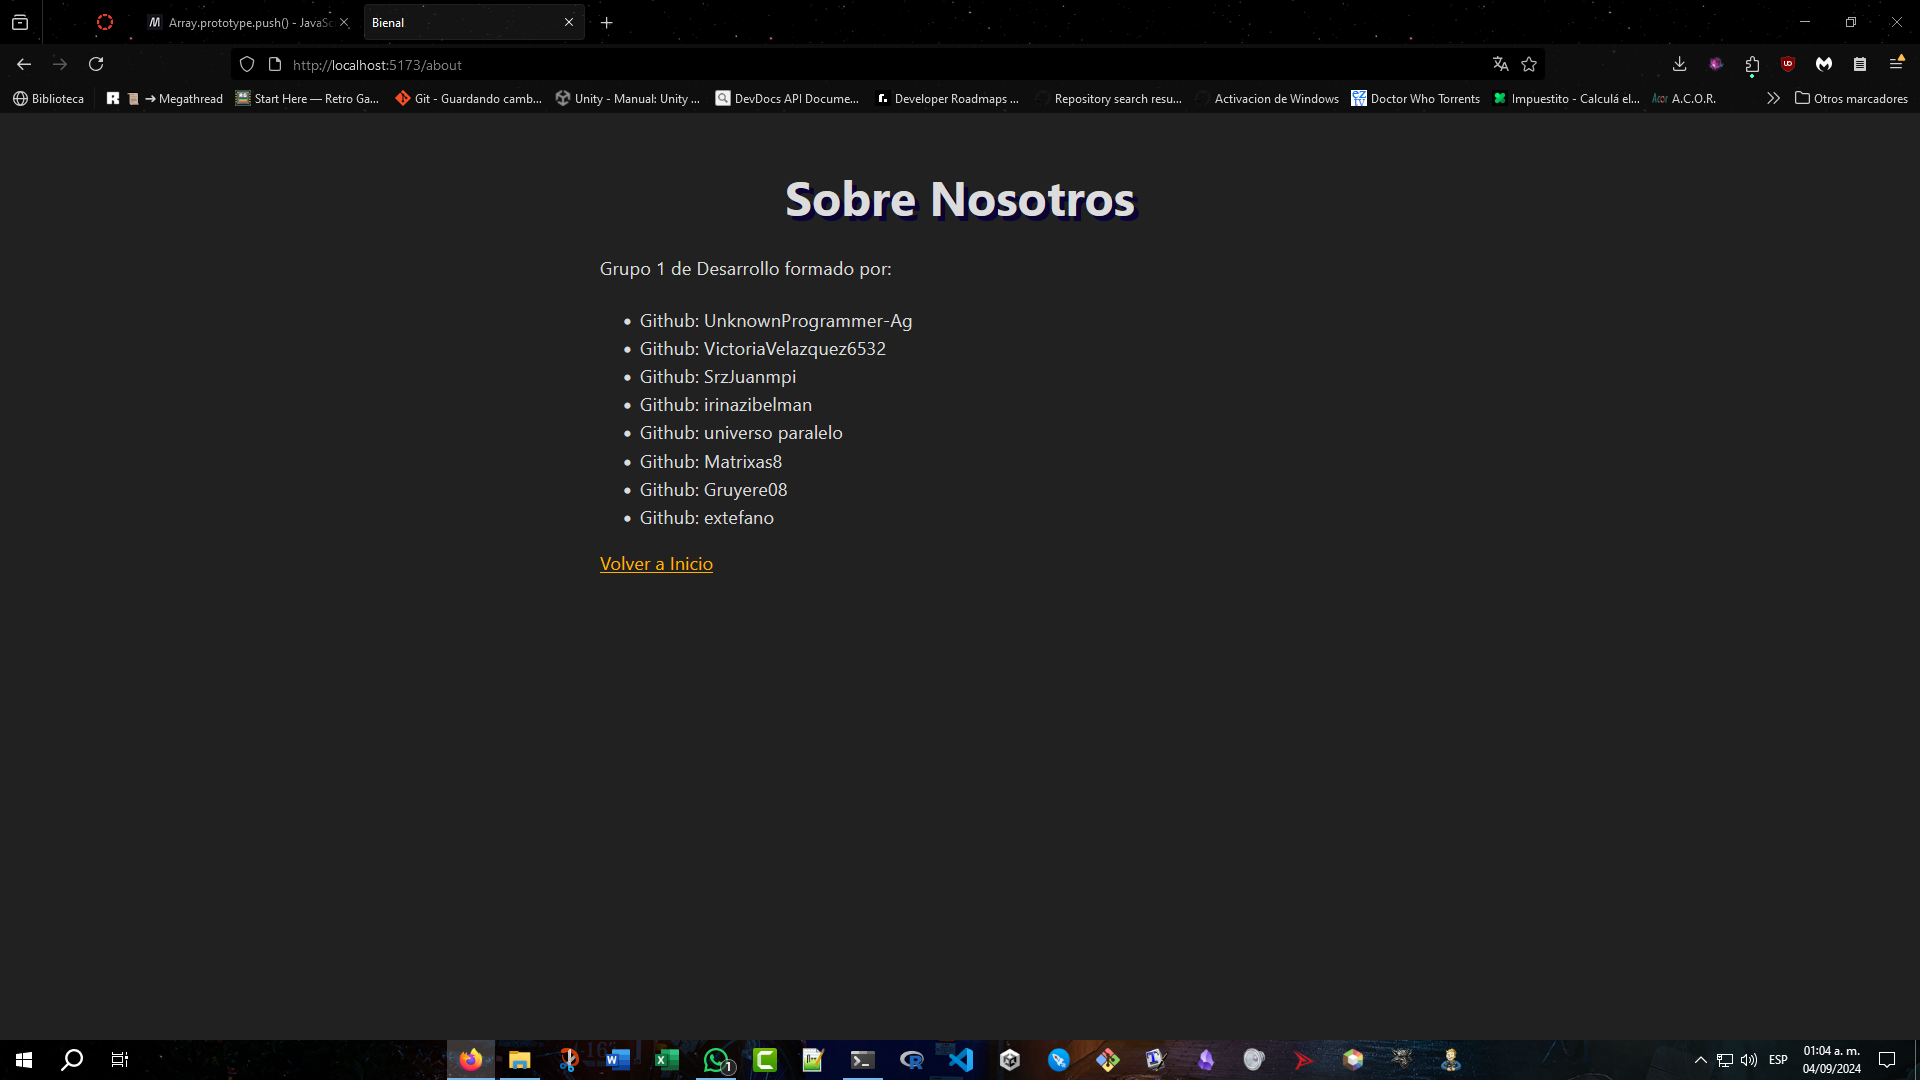 Array.prototype.push() - JavaSc
Bienal
http://localhost:5173/about
Biblioteca
Megathread
Start Here — Retro Ga...
Git - Guardando camb...
Unity - Manual: Unity ...
DevDocs API Docume...
Developer Roadmaps ...
Repository search resu...
Activacion de Windows
Doctor Who Torrents
Impuestito - Calculá el...
A.C.O.R.
Otros marcadores
Sobre Nosotros
Grupo 1 de Desarrollo formado por:
• Github: UnknownProgrammer-Ag
• Github: VictoriaVelazquez6532
• Github: SrzJuanmpi
• Github: irinazibelman
• Github: universo paralelo
• Github: Matrixas8
• Github: Gruyere08
• Github: extefano
Volver a Inicio
1
ESP
01:04 a. m.
04/09/2024